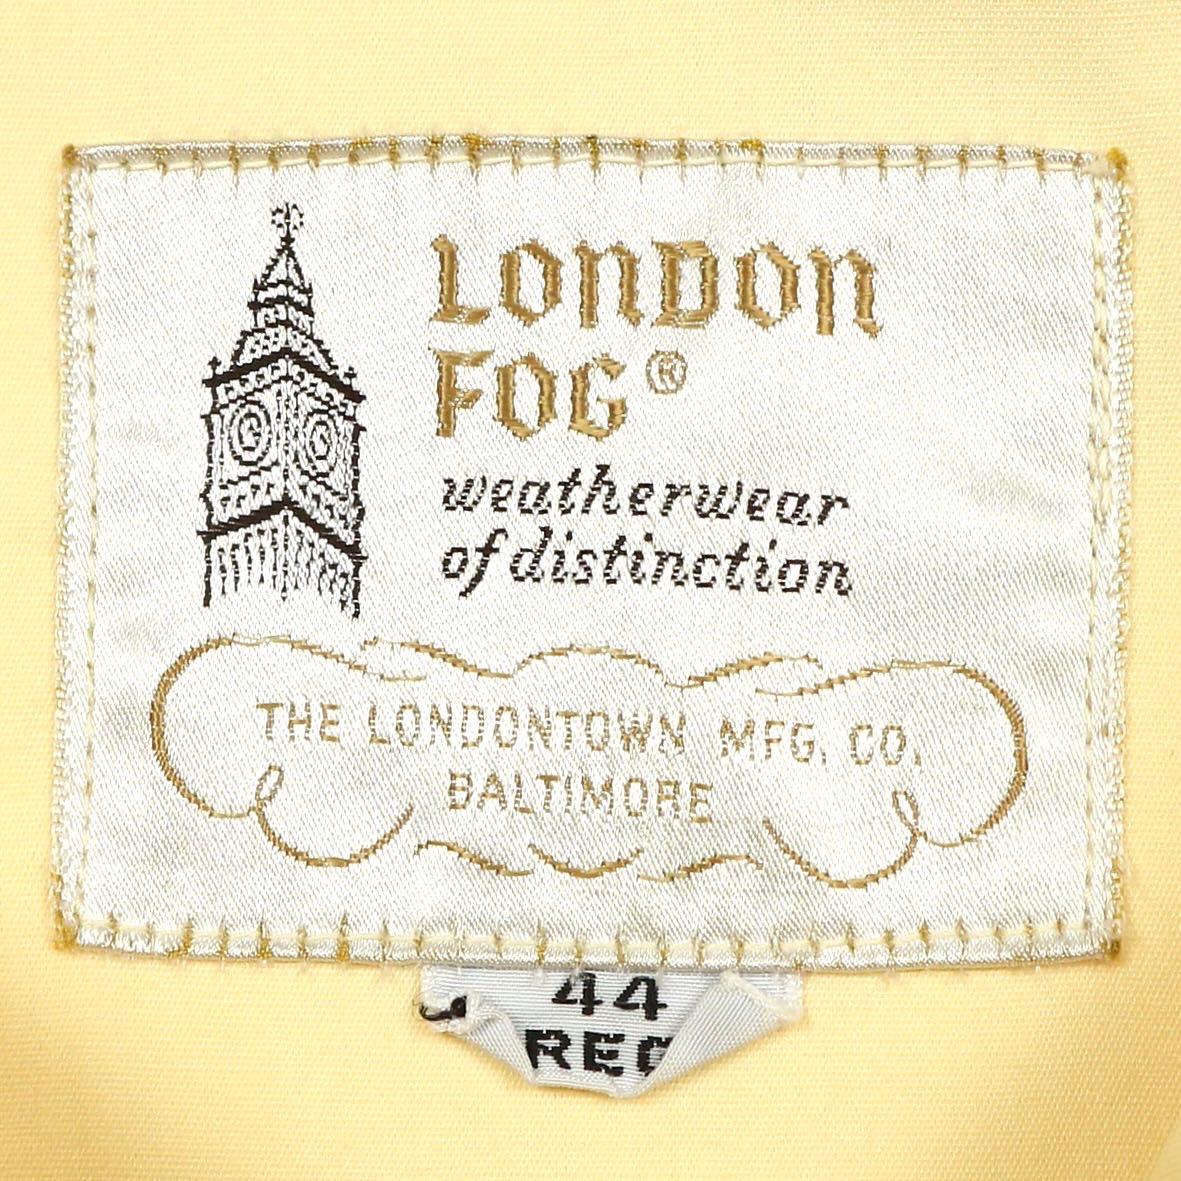 LONDON
FOG®
weatherwear
of distinction
THE LONDONTOWN MFG. CO.
BALTIMORE
44
REG